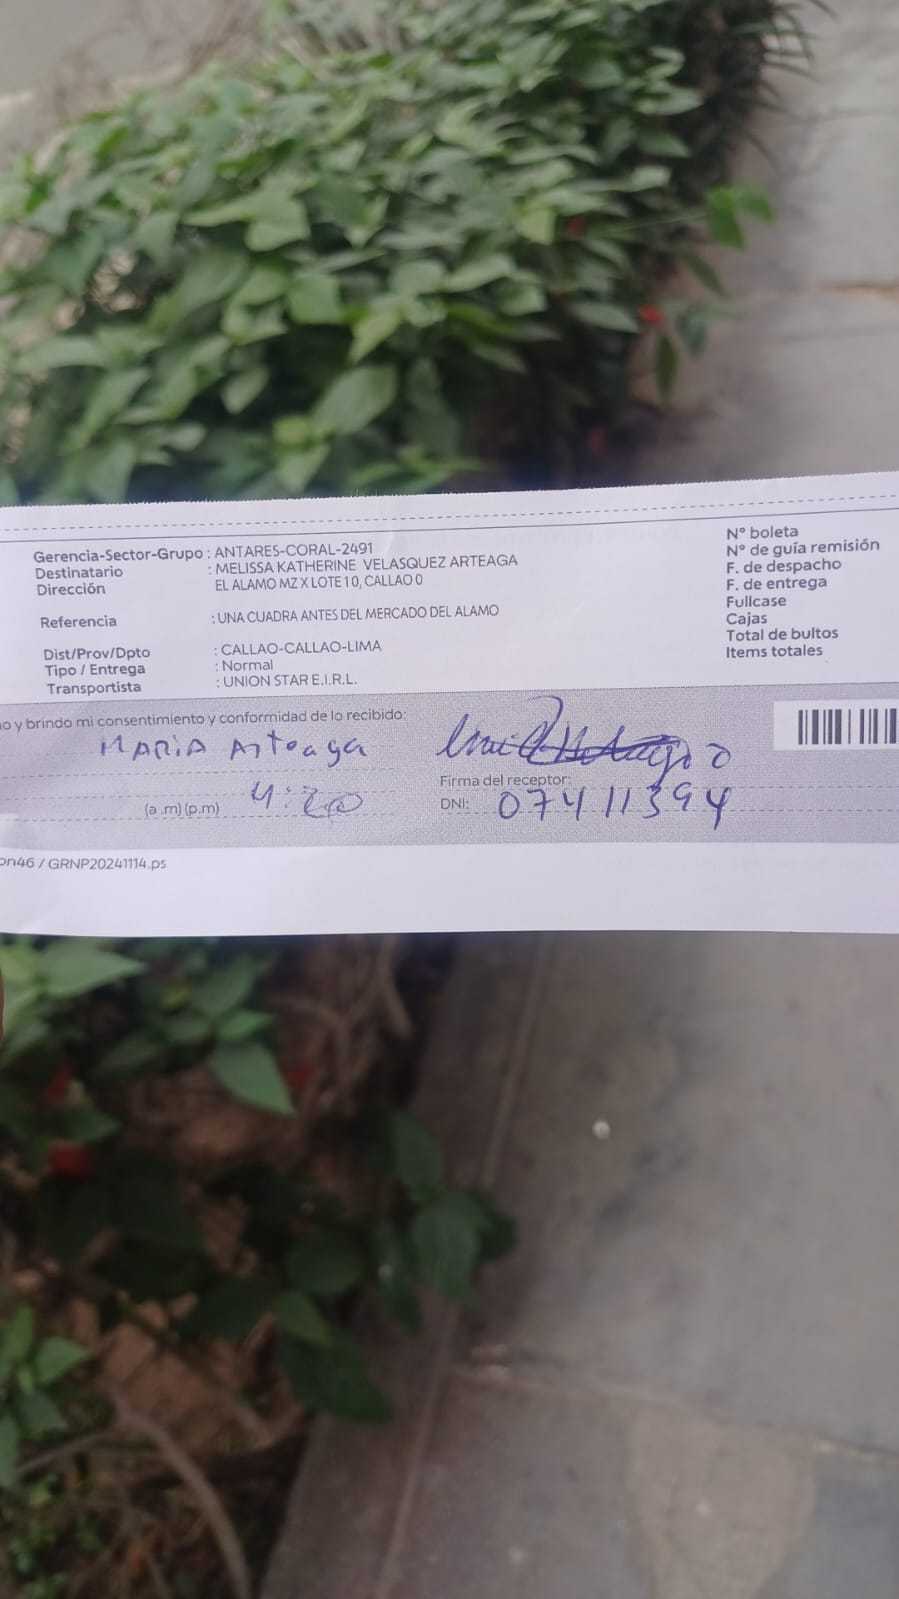 Gerencia-Sector-Grupo : ANTARES-CORAL-2491
Destinatario : MELISSA KATHERINE VELASQUEZ ARTEAGA
Dirección EL ALAMO MZ X LOTE 10, CALLAO 0
Referencia : UNA CUADRA ANTES DEL MERCADO DEL ALAMO
Dist/Prov/Dpto : CALLAO-CALLAO-LIMA
Tipo / Entrega : Normal
Transportista : UNION STAR E.I.R.L.
N° boleta
N° de guía remisión
F. de despacho
F. de entrega
Fullcase
Cajas
Total de bultos
Items totales
o y brindo mi consentimiento y conformidad de lo recibido:
MARIA Arteaga
Firma del receptor:
(a .m) (p.m) 4:20
DNI: 07411394
on46 / GRNP20241114.ps